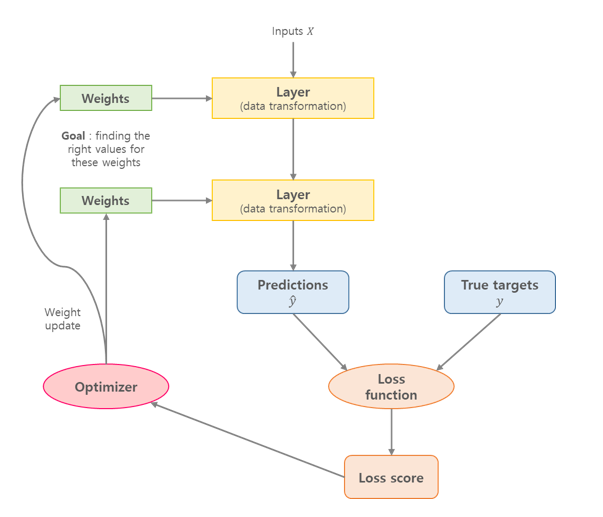 Inputs X
Weights
Layer
(data transformation)
Goal : finding the
right values for
these weights
Weights
Layer
(data transformation)
Predictions
ŷ
True targets
y
Weight
update
Optimizer
Loss
function
Loss score